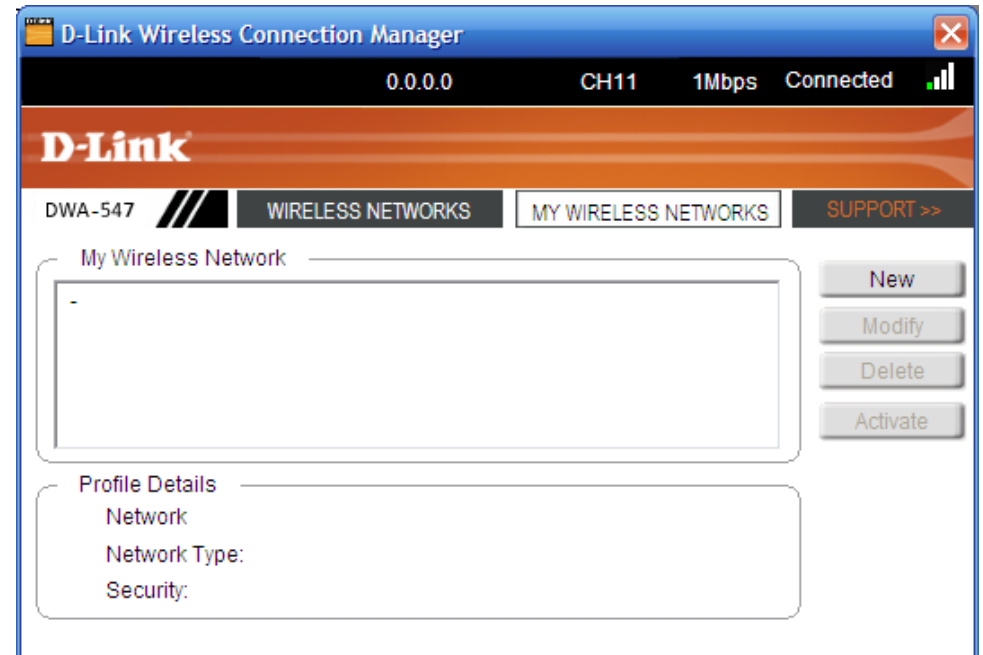 D-Link Wireless Connection Manager
0.0.0.0 CH11 1Mbps Connected
D-Link
DWA-547 WIRELESS NETWORKS MY WIRELESS NETWORKS SUPPORT >>
My Wireless Network
-
New
Modify
Delete
Activate
Profile Details
Network
Network Type:
Security: